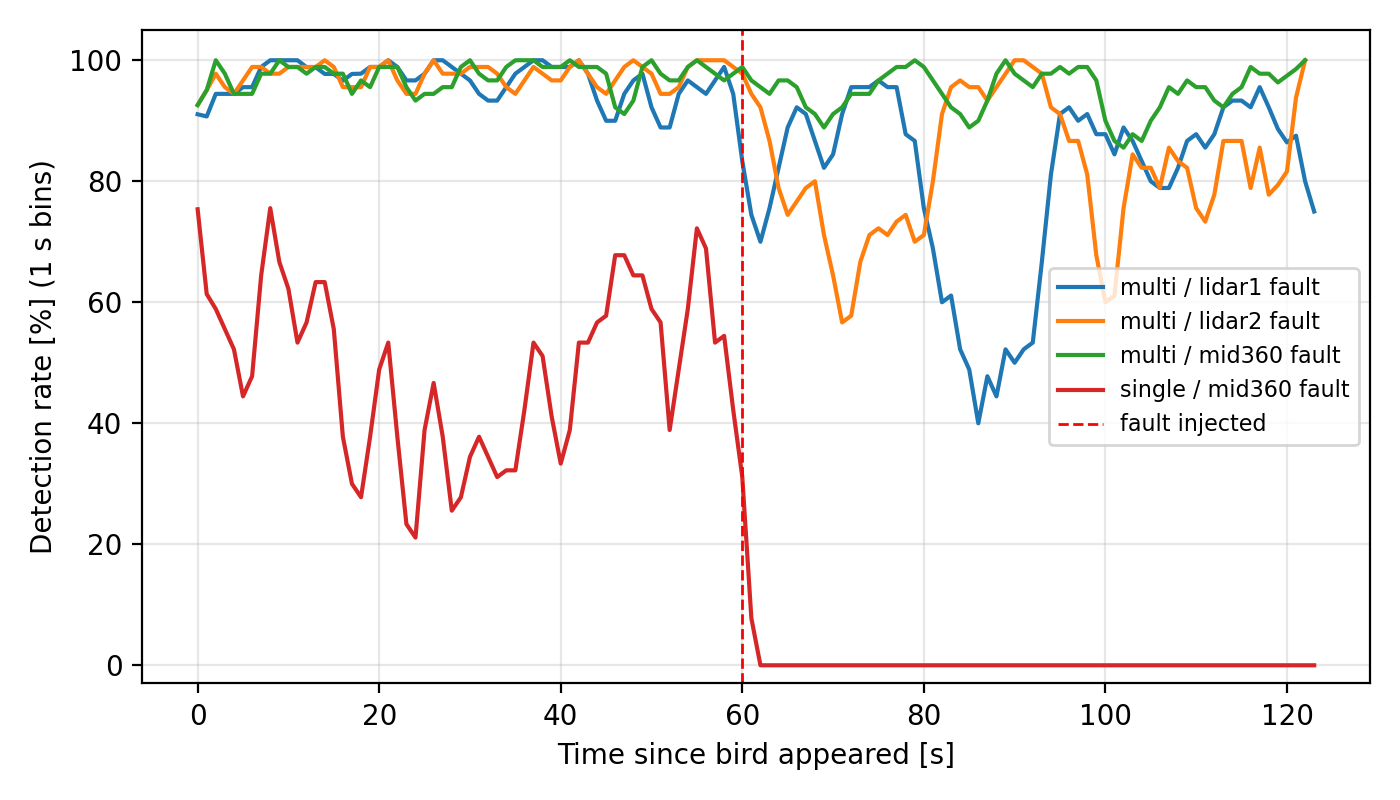 Detection rate [%] (1 s bins)
100
80
60
40
20
0
multi / lidar1 fault
multi / lidar2 fault
multi / mid360 fault
single / mid360 fault
fault injected
0 20 40 60 80 100 120
Time since bird appeared [s]